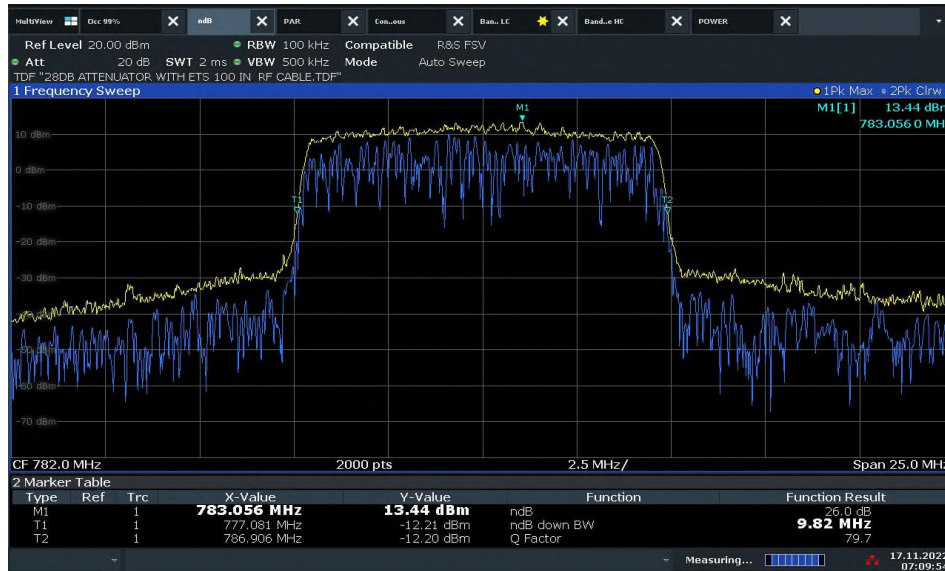 MultiView Occ 99% ndB PAR Con..ous Ban.. LC Band..e HC POWER
Ref Level 20.00 dBm RBW 100 kHz Compatible R&S FSV
Att 20 dB SWT 2 ms VBW 500 kHz Mode Auto Sweep
TDF "28DB ATTENUATOR WITH ETS 100 IN RF CABLE.TDF"
1 Frequency Sweep 1Pk Max 2Pk Clrw
M1[1] 13.44 dBm
783.056 0 MH
M1
10 dBm
0 dBm
T1 T2
-10 dBm
-20 dBm
-30 dBm
-50 dBm
-60 dBm
-70 dBm
CF 782.0 MHz 2000 pts 2.5 MHz/ Span 25.0 MHz
2 Marker Table
Type Ref Trc X-Value Y-Value Function Function Result
M1 1 783.056 MHz 13.44 dBm ndB 26.0 dB
T1 1 777.081 MHz -12.21 dBm ndB down BW 9.82 MHz
T2 1 786.906 MHz -12.20 dBm Q Factor 79.7
Measuring... 17.11.2022
07:09:54